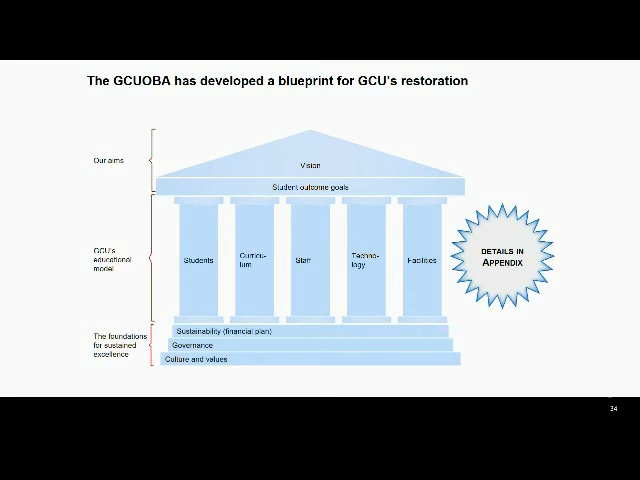 The GCUOBA has developed a blueprint for GCU's restoration
Our aims
Vision
Student outcome goals
GCU's
educational
model
Students
Curricu-
lum
Staff
Techno-
logy
Facilities
DETAILS IN
APPENDIX
The foundations
for sustained
excellence
Sustainability (financial plan)
Governance
Culture and values
34